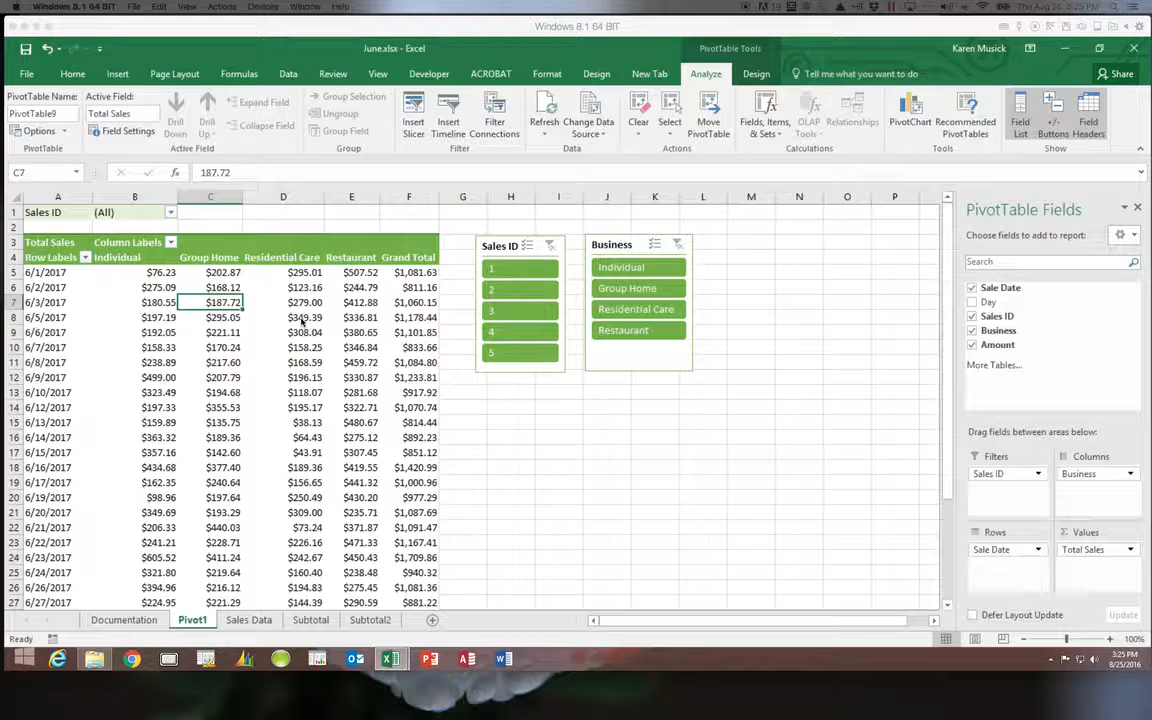 Windows 8.1 64 BIT File Edit View Actions Devices Window Help 19 Thu Aug 25 8:25 PM
Windows 8.1 64 BIT
June.xlsx - Excel PivotTable Tools Karen Musick
File Home Insert Page Layout Formulas Data Review View Developer ACROBAT Format Design New Tab Analyze Design Tell me what you want to do Share
PivotTable Name: Active Field:
PivotTable9 Total Sales
Options Field Settings
PivotTable
Drill Down Drill Up
Expand Field
Collapse Field
Active Field
Group Selection
Ungroup
Group Field
Group
Insert Slicer Insert Timeline Filter Connections
Filter
Refresh Change Data Source
Data
Clear Select Move PivotTable
Actions
Fields, Items, & Sets OLAP Tools Relationships
Calculations
PivotChart Recommended PivotTables
Tools
Field List +/- Buttons Field Headers
Show
C7 fx 187.72
A B C D E F G H I J K L M N O P
1 Sales ID (All)
2
3 Total Sales Column Labels
4 Row Labels Individual Group Home Residential Care Restaurant Grand Total
5 6/1/2017 $76.23 $202.87 $295.01 $507.52 $1,081.63
6 6/2/2017 $275.09 $168.12 $123.16 $244.79 $811.16
7 6/3/2017 $180.55 $187.72 $279.00 $412.88 $1,060.15
8 6/5/2017 $197.19 $295.05 $349.39 $336.81 $1,178.44
9 6/6/2017 $192.05 $221.11 $308.04 $380.65 $1,101.85
10 6/7/2017 $158.33 $170.24 $158.25 $346.84 $833.66
11 6/8/2017 $238.89 $217.60 $168.59 $459.72 $1,084.80
12 6/9/2017 $499.00 $207.79 $196.15 $330.87 $1,233.81
13 6/10/2017 $323.49 $194.68 $118.07 $281.68 $917.92
14 6/12/2017 $197.33 $355.53 $195.17 $322.71 $1,070.74
15 6/13/2017 $159.89 $135.75 $38.13 $480.67 $814.44
16 6/14/2017 $363.32 $189.36 $64.43 $275.12 $892.23
17 6/15/2017 $357.16 $142.60 $43.91 $307.45 $851.12
18 6/16/2017 $434.68 $377.40 $189.36 $419.55 $1,420.99
19 6/17/2017 $162.35 $240.64 $156.65 $441.32 $1,000.96
20 6/19/2017 $98.96 $197.64 $250.49 $430.20 $977.29
21 6/20/2017 $349.69 $193.29 $309.00 $235.71 $1,087.69
22 6/21/2017 $206.33 $440.03 $73.24 $371.87 $1,091.47
23 6/22/2017 $241.21 $228.71 $226.16 $471.33 $1,167.41
24 6/23/2017 $605.52 $411.24 $242.67 $450.43 $1,709.86
25 6/24/2017 $321.80 $219.64 $160.40 $238.48 $940.32
26 6/26/2017 $394.96 $216.12 $194.83 $275.45 $1,081.36
27 6/27/2017 $224.95 $221.29 $144.39 $290.59 $881.22
Sales ID
1
2
3
4
5
Business
Individual
Group Home
Residential Care
Restaurant
PivotTable Fields
Choose fields to add to report:
Search
Sale Date
Day
Sales ID
Business
Amount
More Tables...
Drag fields between areas below:
Filters Columns
Sales ID Business
Rows Σ Values
Sale Date Total Sales
Defer Layout Update Update
Documentation Pivot1 Sales Data Subtotal Subtotal2
Ready 100%
3:25 PM
8/25/2016